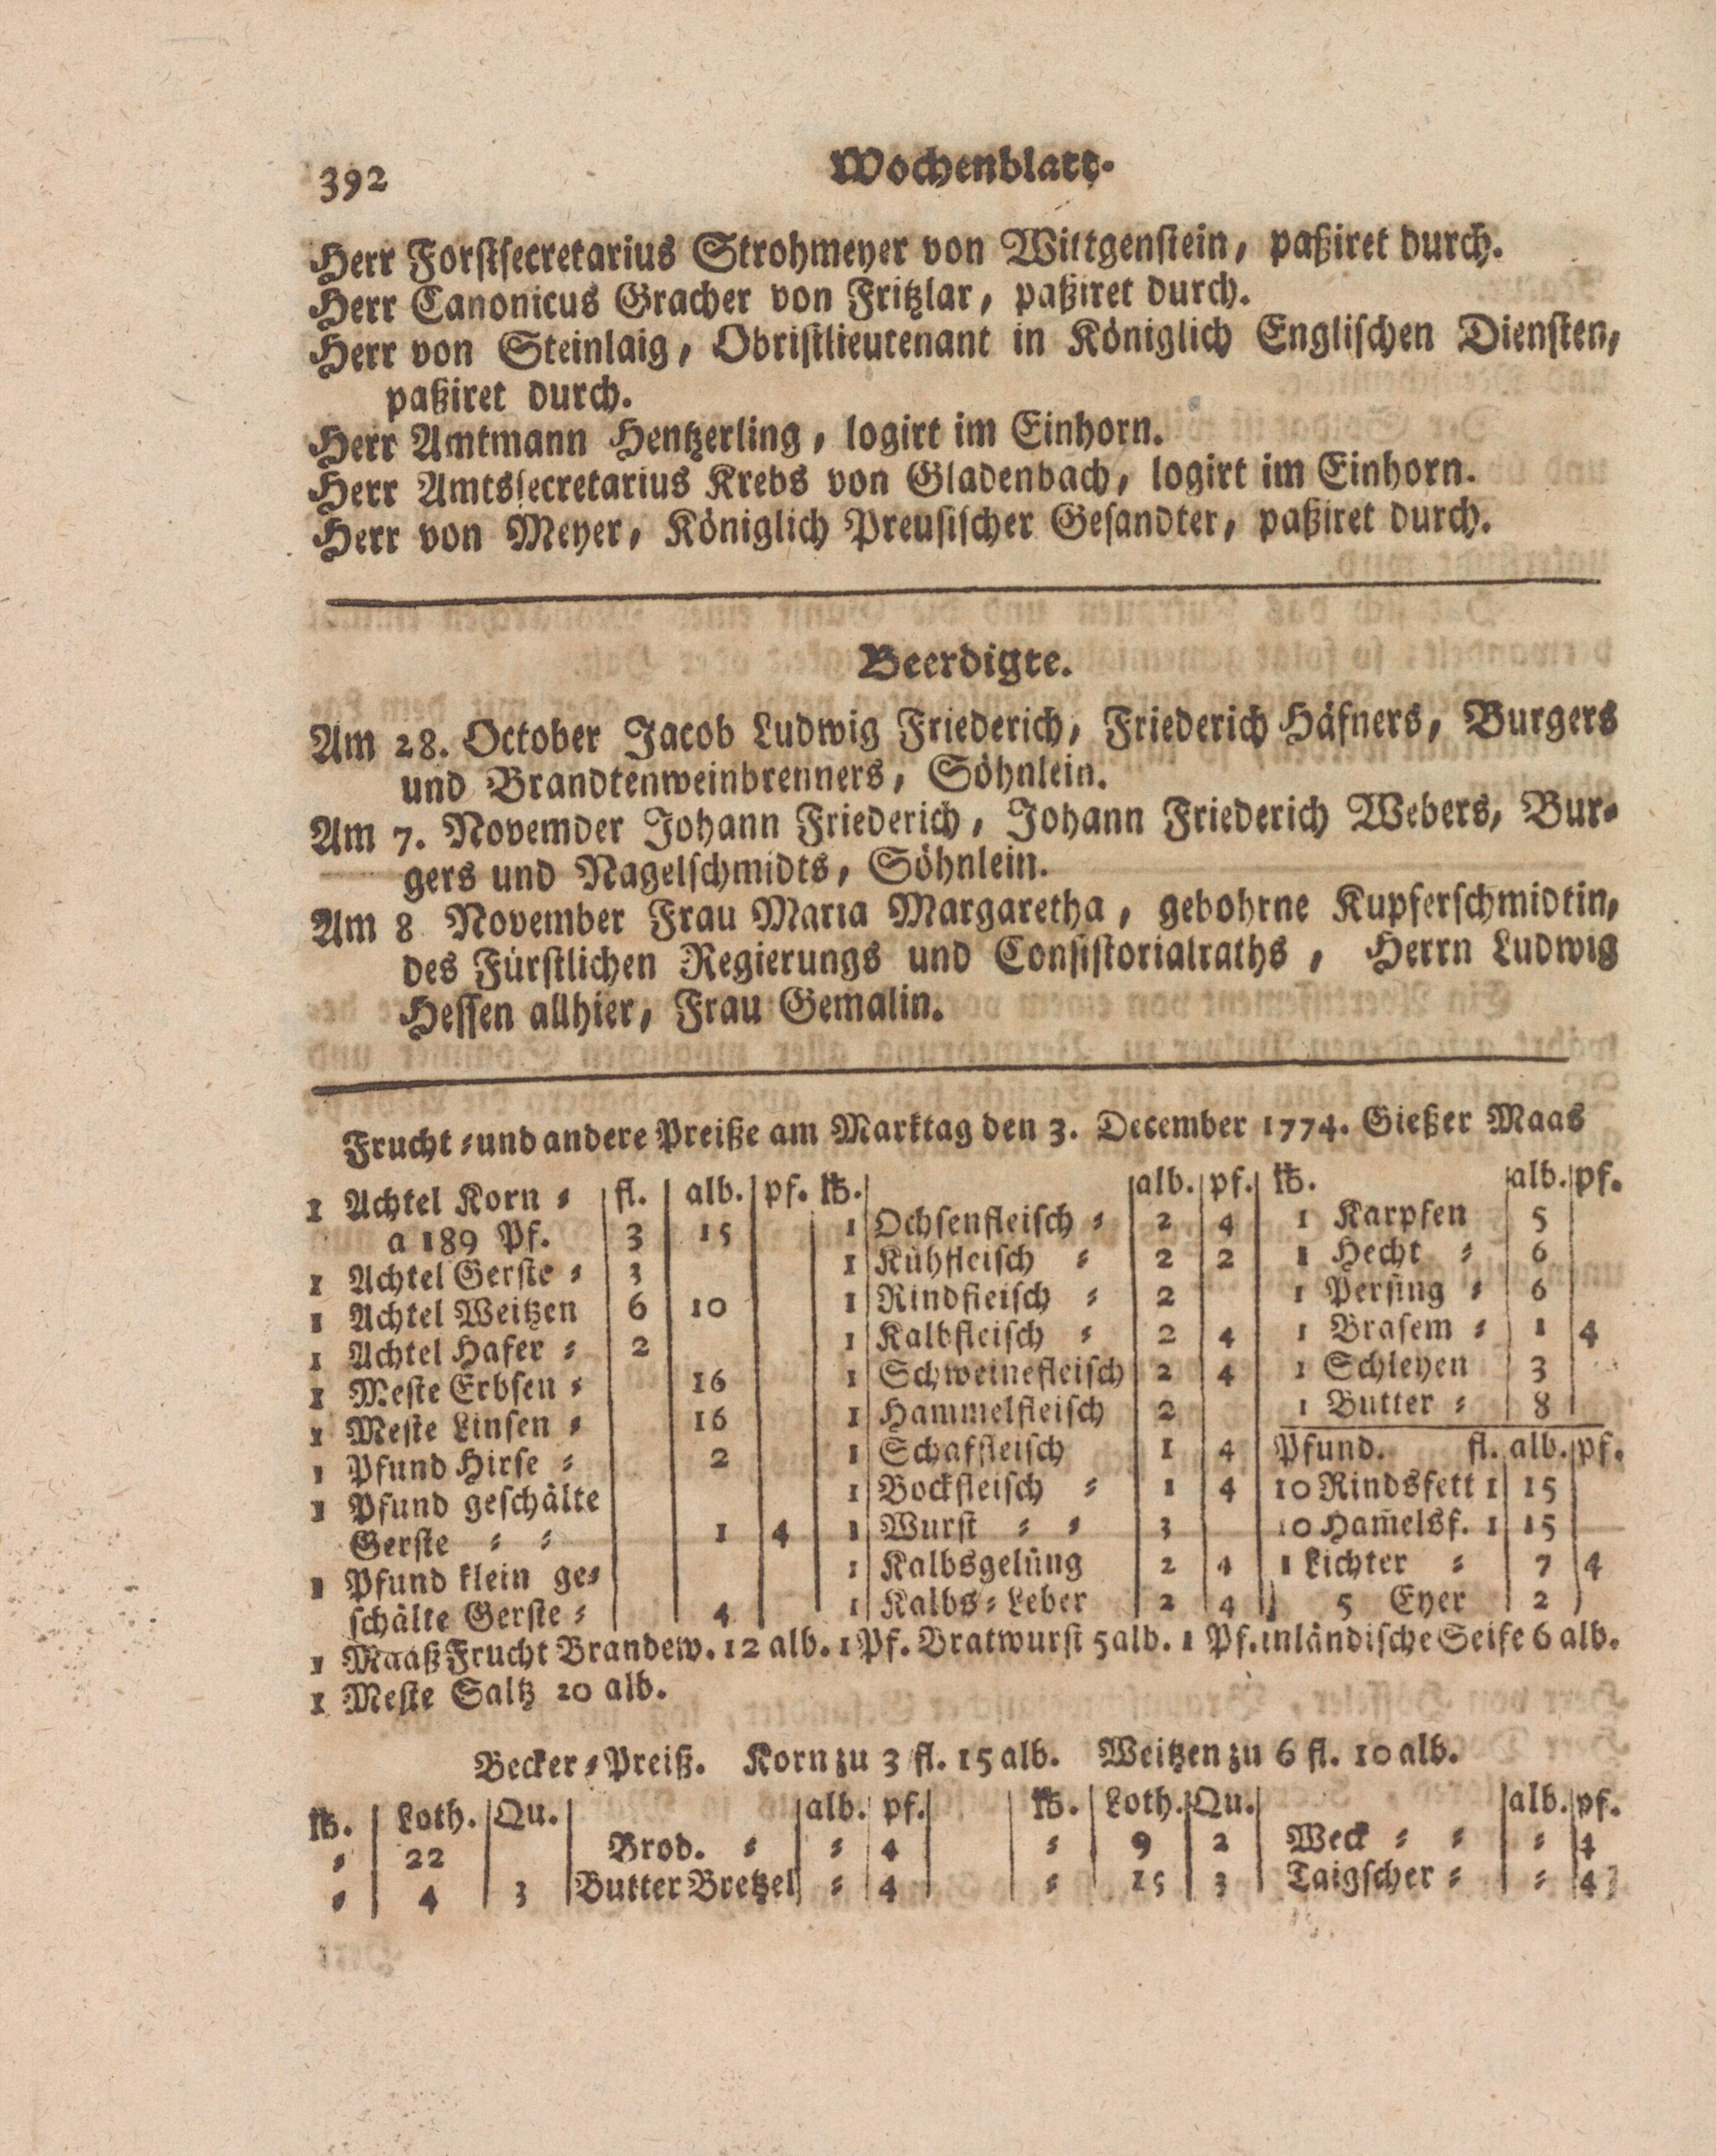 392 Wochenblatt.
Herr Forstsecretarius Strohmeyer von Wittgenstein, paßiret durch.
Herr Canonicus Gracher von Fritzlar, paßiret durch.
Herr von Steinlaig, Obristlieutenant in Königlich Englischen Diensten,
paßiret durch.
Herr Amtmann Hentzerling, logirt im Einhorn.
Herr Amtssecretarius Krebs von Gladenbach, logirt im Einhorn.
Herr von Meyer, Königlich Preusischer Gesandter, paßiret durch.
Beerdigte.
Am 28. October Jacob Ludwig Friederich, Friederich Häfners, Burgers
und Brandtenweinbrenners, Söhnlein.
Am 7. Novemder Johann Friederich, Johann Friederich Webers, Bur-
gers und Nagelschmidts, Söhnlein.
Am 8 November Frau Maria Margaretha, gebohrne Kupferschmidtin,
des Fürstlichen Regierungs und Consistorialraths, Herrn Ludwig
Hessen allhier, Frau Gemalin.
Frucht- und andere Preiße am Marktag den 3. December 1774. Gießer Maas
1 Achtel Korn - fl. alb. pf.
a 189 Pf. 3 15
1 Achtel Gerste - 3
1 Achtel Weitzen 6 10
1 Achtel Hafer - 2
1 Meste Erbsen - 16
1 Meste Linsen - 16
1 Pfund Hirse - 2
1 Pfund geschälte
Gerste - - 1 4
1 Pfund klein ge-
schälte Gerste - 4
℔. alb. pf.
1 Ochsenfleisch - 2 4
1 Kühfleisch - 2 2
1 Rindfleisch - 2
1 Kalbfleisch - 2 4
1 Schweinefleisch 2 4
1 Hammelfleisch 2
1 Schaffleisch 1 4
1 Bockfleisch - 1 4
1 Wurst - - 3
1 Kalbsgelüng 2 4
1 Kalbs-Leber 2 4
℔. alb. pf.
1 Karpfen 5
1 Hecht - 6
1 Persing - 6
1 Brasem - 1 4
1 Schleyen 3
1 Butter - 8
Pfund. fl. alb. pf.
10 Rindsfett 1 15
10 Ham̄elsf. 1 15
1 Lichter - 7 4
5 Eyer 2
1 Maaß Frucht Brandew. 12 alb. 1 Pf. Bratwurst 5 alb. 1 Pf. inländische Seife 6 alb.
1 Meste Saltz 20 alb.
Becker-Preiß. Korn zu 3 fl. 15 alb. Weitzen zu 6 fl. 10 alb.
℔. Loth. Qu. alb. pf. ℔. Loth. Qu. alb. pf.
- 22 Brod. - - 4 - 9 2 Weck - - - 4
- 4 3 Butter Bretzel - 4 - 15 3 Taigscher - - 4